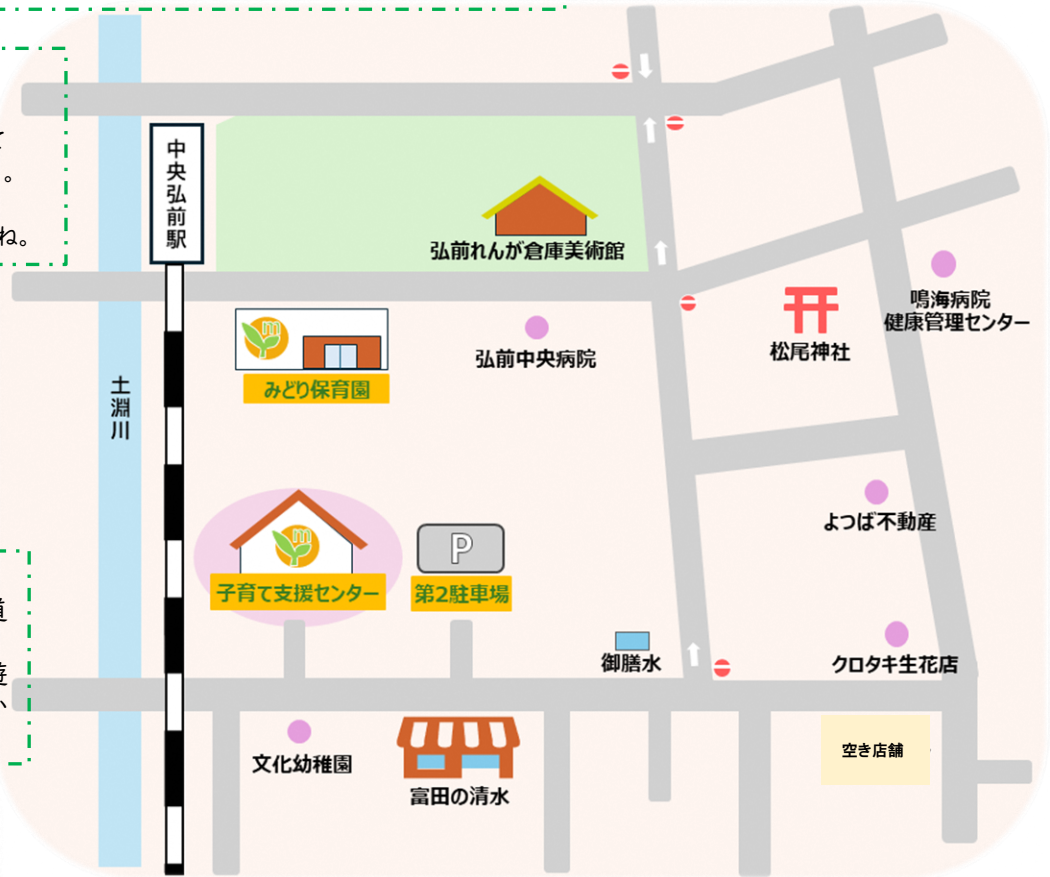 て
。
ね。
中央弘前駅
弘前れんが倉庫美術館
鳴海病院
健康管理センター
松尾神社
弘前中央病院
みどり保育園
土淵川
よつば不動産
P
子育て支援センター
第2駐車場
道
御膳水
クロタキ生花店
遊
文化幼稚園
富田の清水
空き店舗